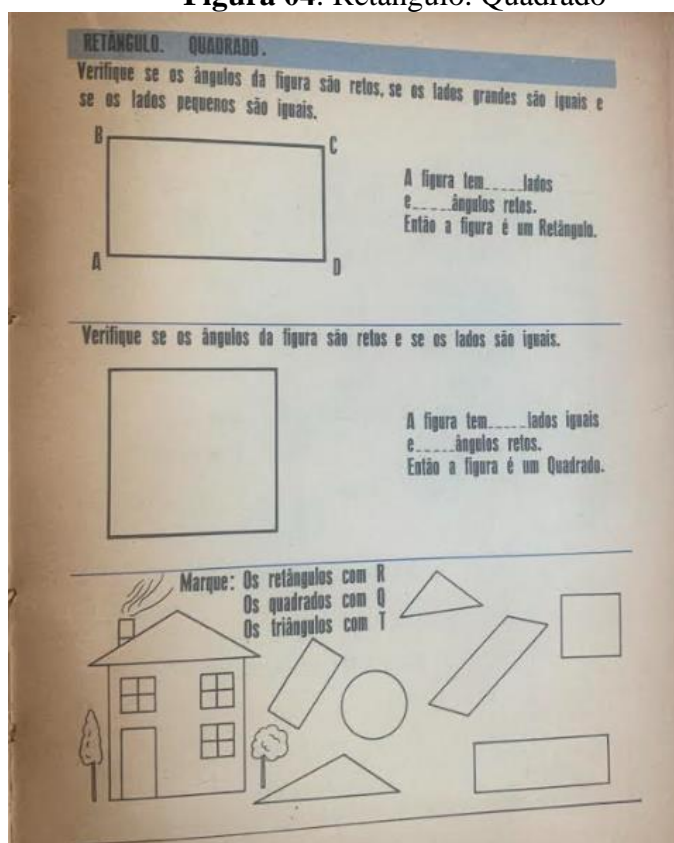 Figura 04: Retângulo. Quadrado
RETÂNGULO. QUADRADO.
Verifique se os ângulos da figura são retos, se os lados grandes são iguais e
se os lados pequenos são iguais.
B
C
A figura tem_____lados
e_____ângulos retos.
Então a figura é um Retângulo.
A
D
Verifique se os ângulos da figura são retos e se os lados são iguais.
A figura tem_____lados iguais
e_____ângulos retos.
Então a figura é um Quadrado.
Marque: Os retângulos com R
Os quadrados com Q
Os triângulos com T